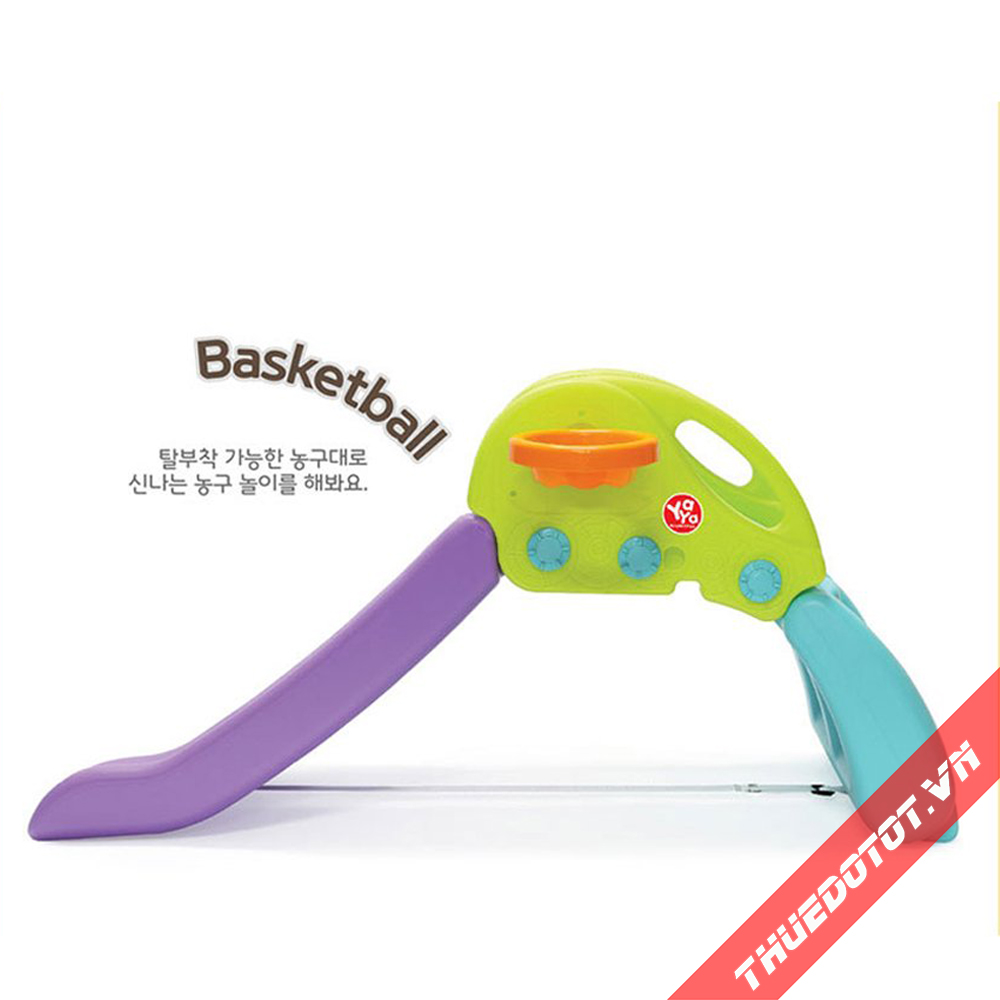 Basketball
탈부착 가능한 농구대로
신나는 농구 놀이를 해봐요.
YaYa
THUEDOTOT.VN